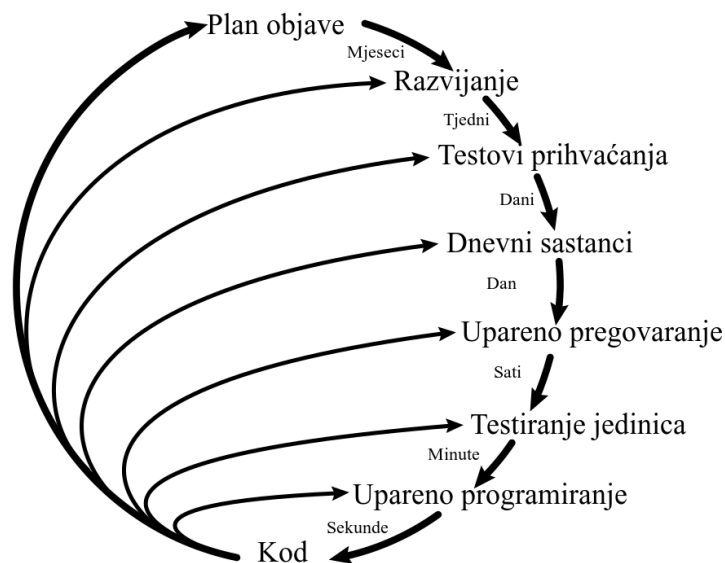 Plan objave
Mjeseci
Razvijanje
Tjedni
Testovi prihvaćanja
Dani
Dnevni sastanci
Dan
Upareno pregovaranje
Sati
Testiranje jedinica
Minute
Upareno programiranje
Sekunde
Kod